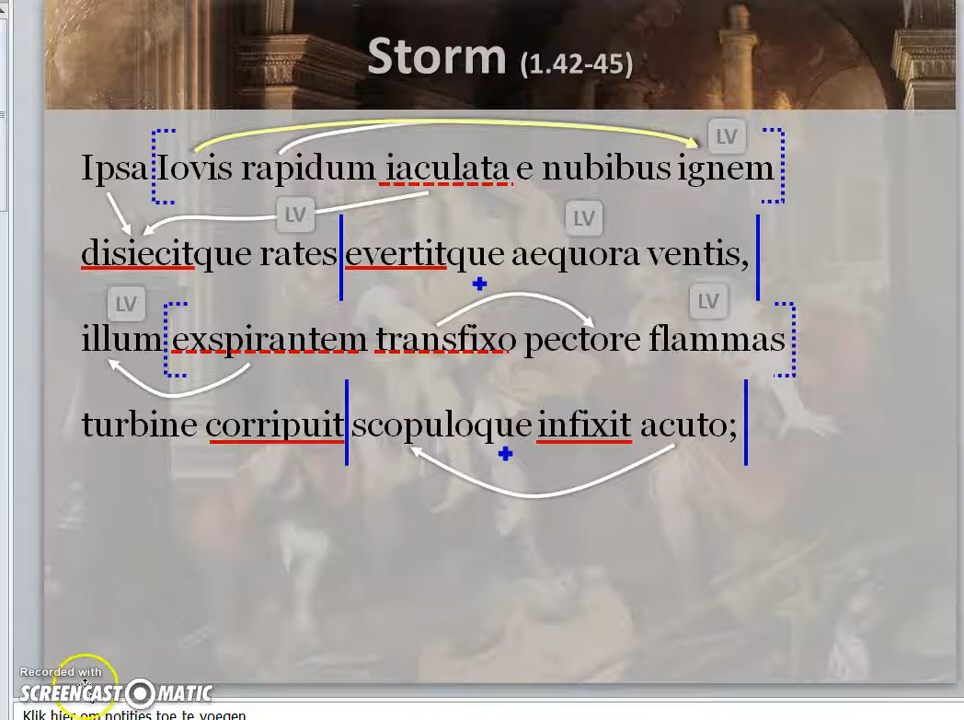 Storm (1.42-45)
LV
Ipsa Iovis rapidum iaculata e nubibus ignem
LV LV
disiecitque rates evertitque aequora ventis,
LV LV
illum exspirantem transfixo pectore flammas
turbine corripuit scopuloque infixit acuto;
Recorded with
SCREENCAST MATIC
Klik hier om notities toe te voegen